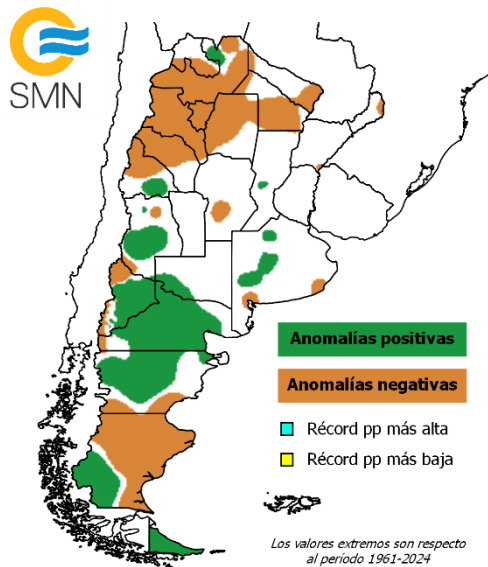 SMN
Anomalías positivas
Anomalías negativas
Récord pp más alta
Récord pp más baja
Los valores extremos son respecto
al período 1961-2024